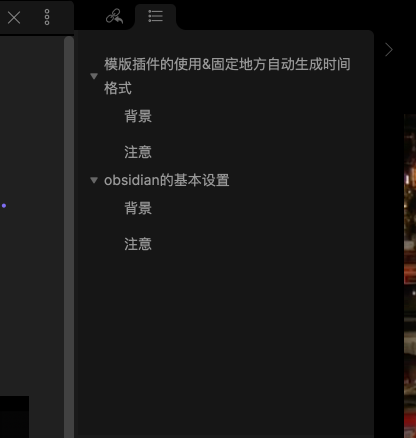 模版插件的使用&固定地方自动生成时间
格式
背景
注意
obsidian的基本设置
背景
注意